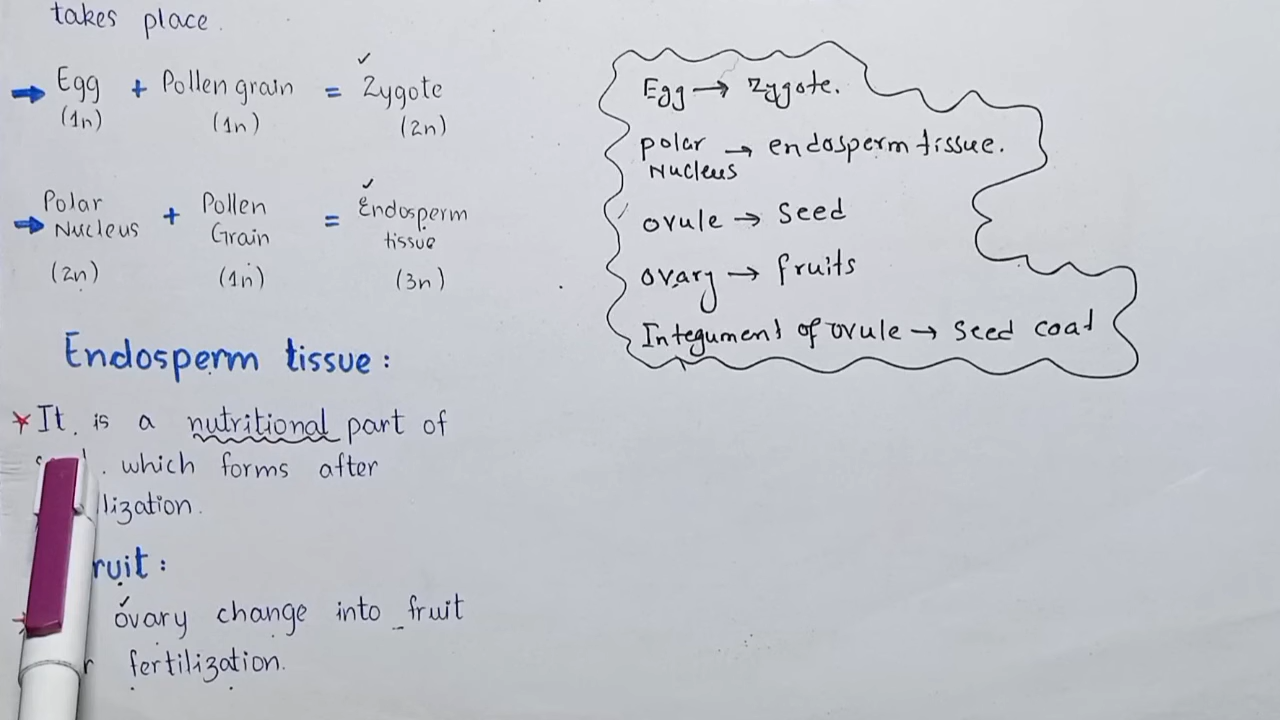 takes place.
→ Egg + Pollen grain = Zygote
(1n) (1n) (2n)
→ Polar Nucleus + Pollen Grain = Endosperm tissue
(2n) (1n) (3n)
Endosperm tissue:
It is a nutritional part of
which forms after
lization.
ruit:
ovary change into fruit
r fertilization.
Egg → Zygote.
polar Nucleus → endosperm tissue.
ovule → seed
ovary → fruits
Integument of ovule → seed coat